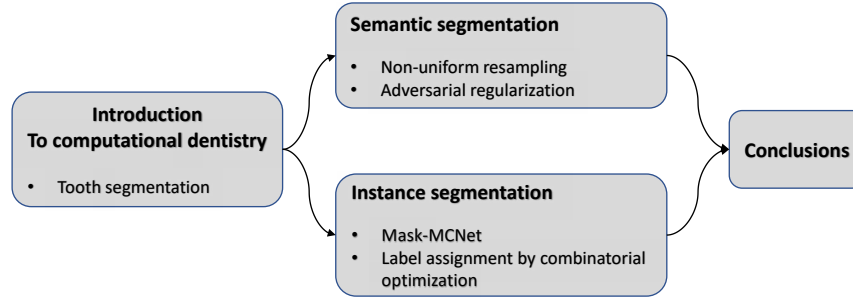 Introduction
To computational dentistry
• Tooth segmentation
Semantic segmentation
• Non-uniform resampling
• Adversarial regularization
Instance segmentation
• Mask-MCNet
• Label assignment by combinatorial
optimization
Conclusions